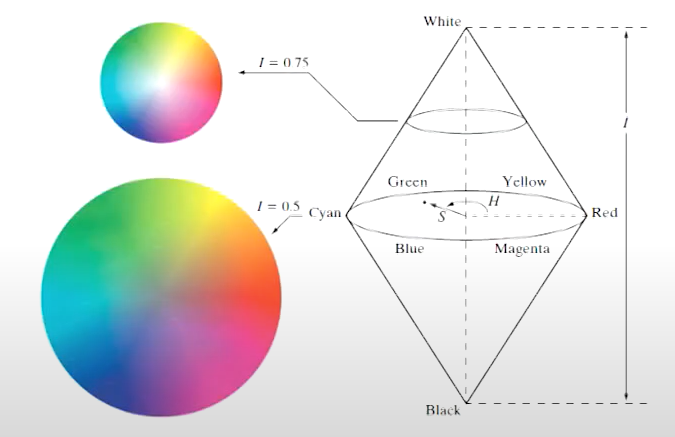 White
I = 0.75
I
Green Yellow
H
I = 0.5 Cyan S Red
Blue Magenta
Black